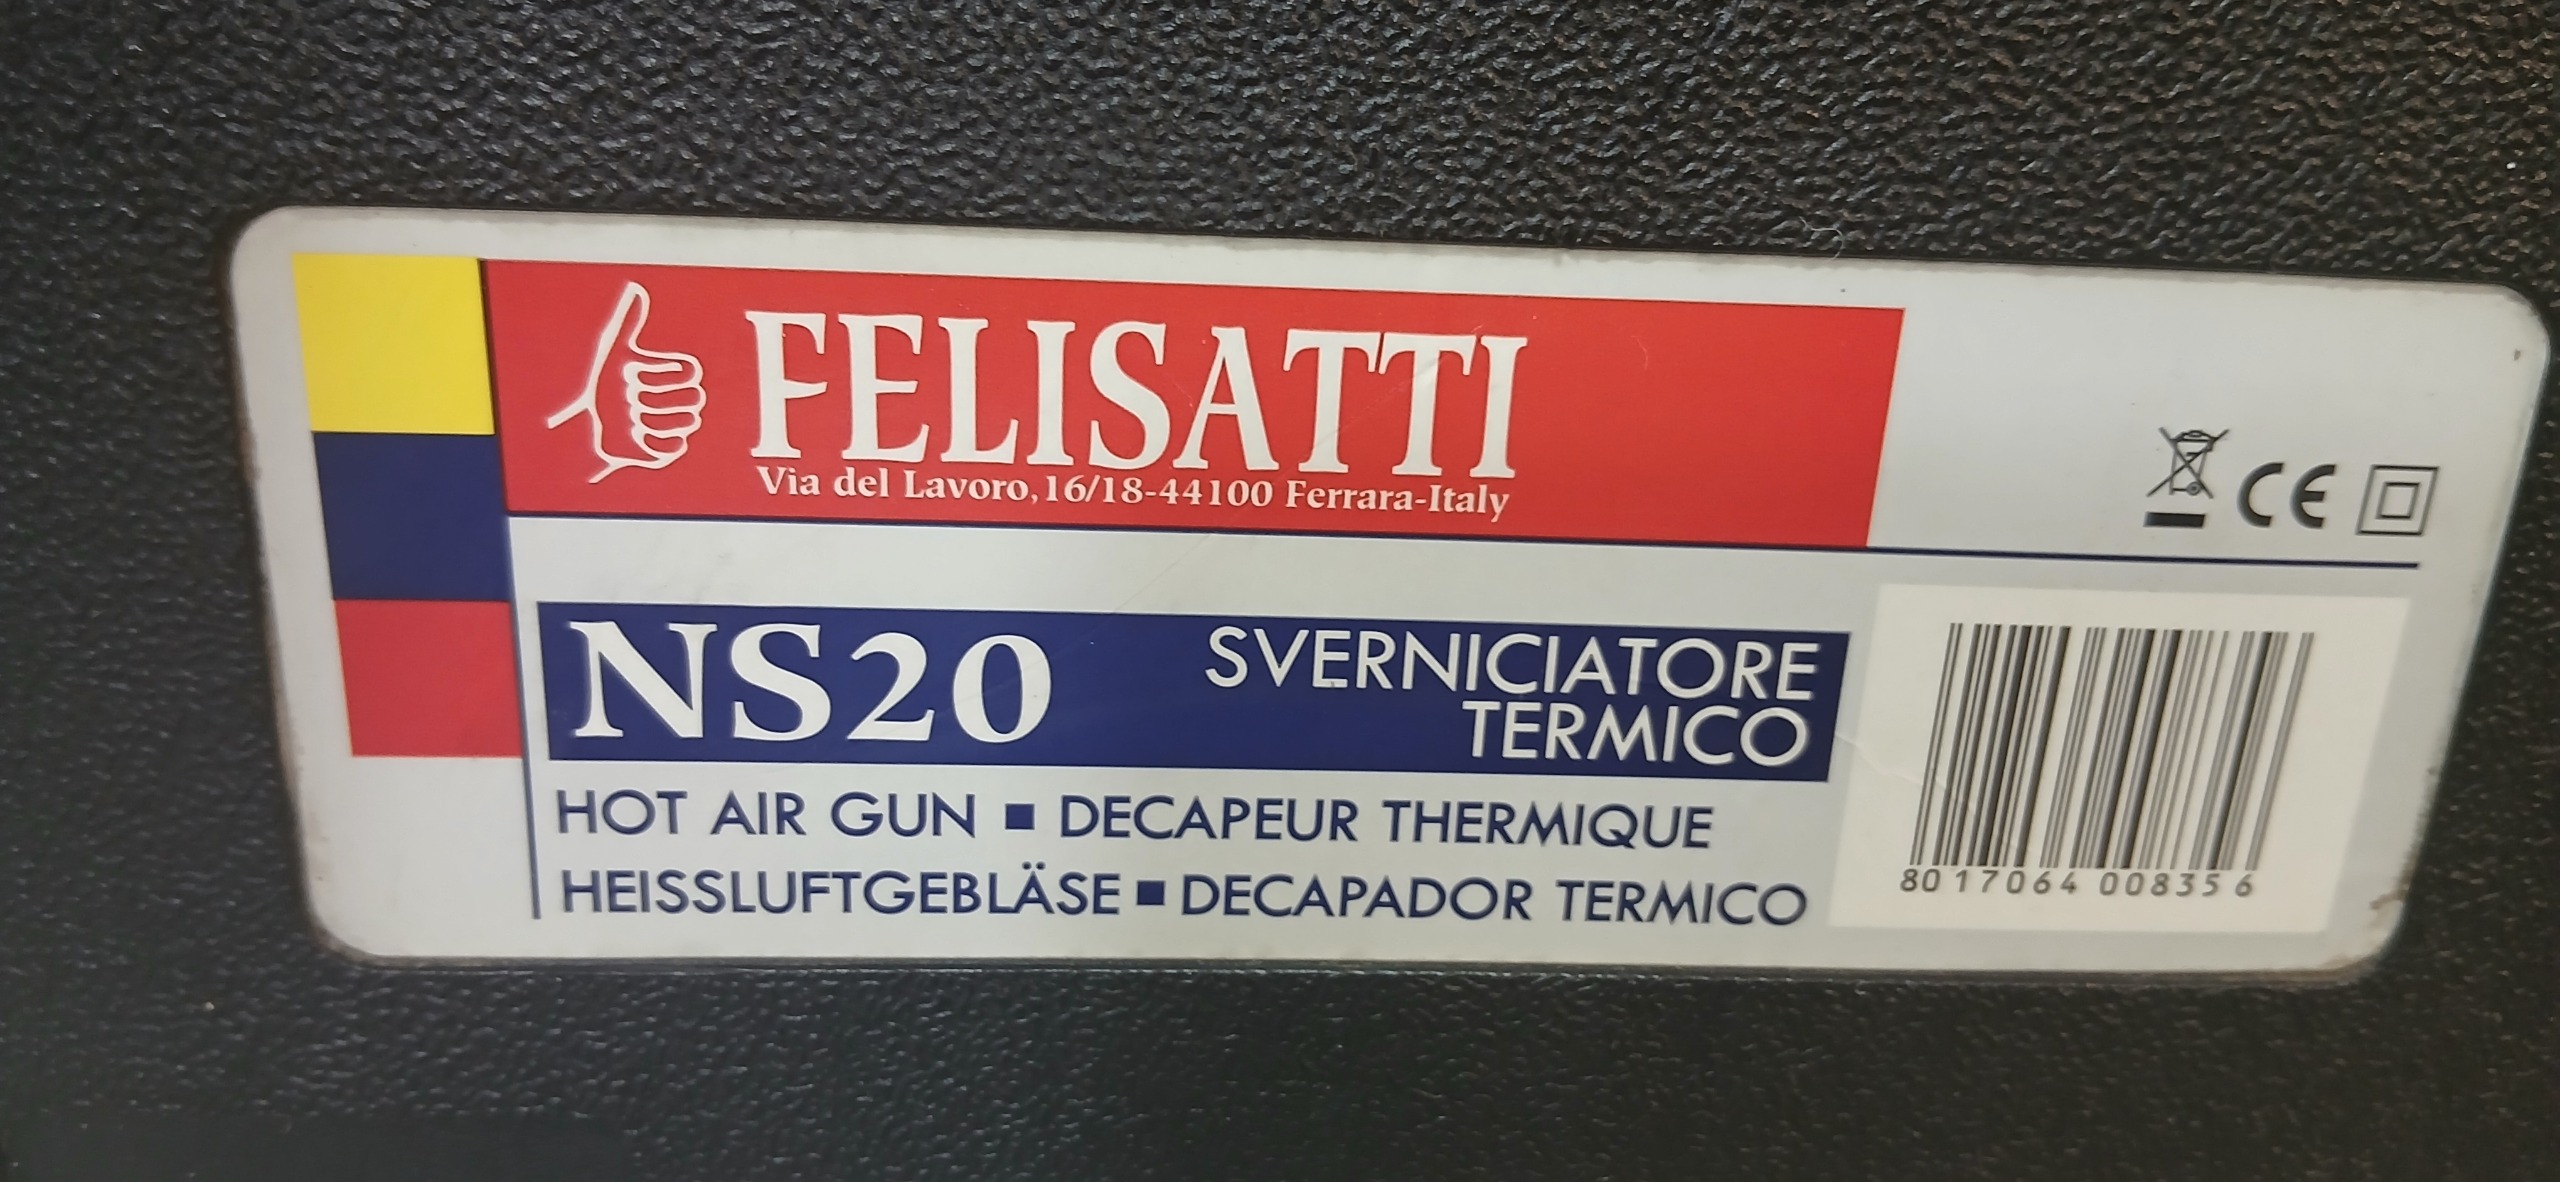 FELISATTI
Via del Lavoro,16/18-44100 Ferrara-Italy
CE
NS20
SVERNICIATORE
TERMICO
HOT AIR GUN ■ DECAPEUR THERMIQUE
HEISSLUFTGEBLÄSE ■ DECAPADOR TERMICO
8017064 008356